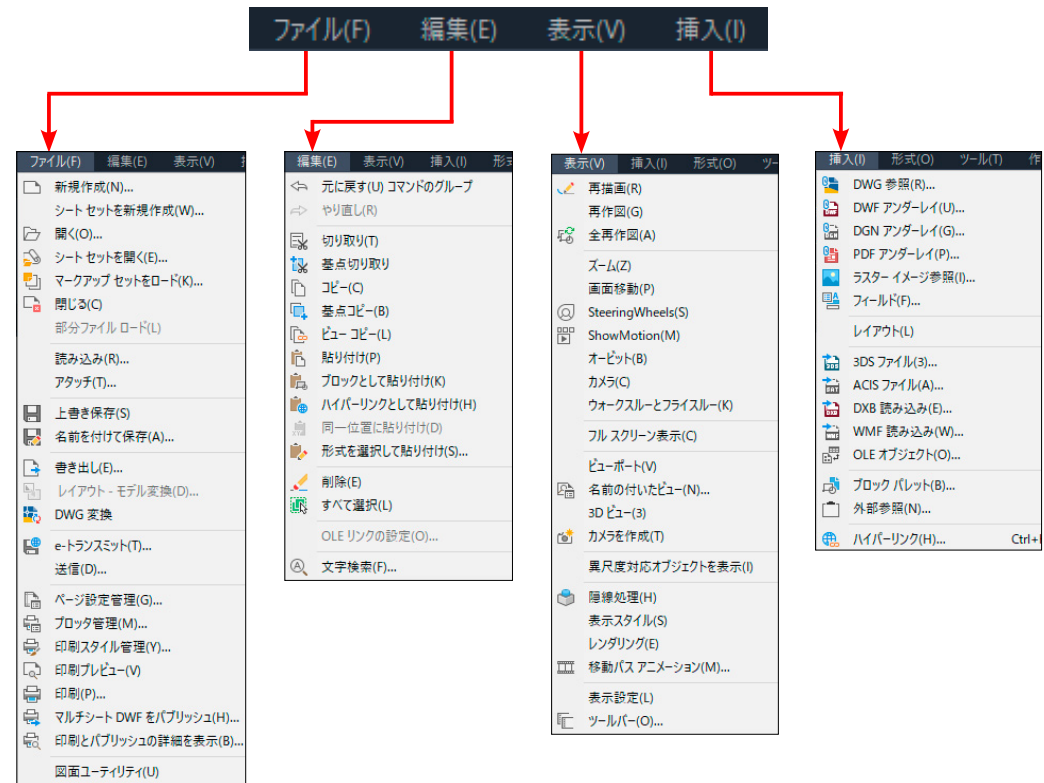 ファイル(F) 編集(E) 表示(V) 挿入(I)
ファイル(F) 編集(E) 表示(V)
新規作成(N)...
シート セットを新規作成(W)...
開く(O)...
シート セットを開く(E)...
マークアップ セットをロード(K)...
閉じる(C)
部分ファイル ロード(L)
読み込み(R)...
アタッチ(T)...
上書き保存(S)
名前を付けて保存(A)...
書き出し(E)...
レイアウト - モデル変換(D)...
DWG 変換
e-トランスミット(T)...
送信(D)...
ページ設定管理(G)...
プロッタ管理(M)...
印刷スタイル管理(Y)...
印刷プレビュー(V)
印刷(P)...
マルチシート DWF をパブリッシュ(H)...
印刷とパブリッシュの詳細を表示(B)...
図面ユーティリティ(U)
編集(E) 表示(V) 挿入(I) 形
元に戻す(U) コマンドのグループ
やり直し(R)
切り取り(T)
基点切り取り
コピー(C)
基点コピー(B)
ビュー コピー(L)
貼り付け(P)
ブロックとして貼り付け(K)
ハイパーリンクとして貼り付け(H)
同一位置に貼り付け(D)
形式を選択して貼り付け(S)...
削除(E)
すべて選択(L)
OLE リンクの設定(O)...
文字検索(F)...
表示(V) 挿入(I) 形式(O) ツー
再描画(R)
再作図(G)
全再作図(A)
ズーム(Z)
画面移動(P)
SteeringWheels(S)
ShowMotion(M)
オービット(B)
カメラ(C)
ウォークスルーとフライスルー(K)
フル スクリーン表示(C)
ビューポート(V)
名前の付いたビュー(N)...
3D ビュー(3)
カメラを作成(T)
異尺度対応オブジェクトを表示(I)
隠線処理(H)
表示スタイル(S)
レンダリング(E)
移動パス アニメーション(M)...
表示設定(L)
ツールバー(O)...
挿入(I) 形式(O) ツール(T) 作
DWG 参照(R)...
DWF アンダーレイ(U)...
DGN アンダーレイ(G)...
PDF アンダーレイ(P)...
ラスター イメージ参照(I)...
フィールド(F)...
レイアウト(L)
3DS ファイル(3)...
ACIS ファイル(A)...
DXB 読み込み(E)...
WMF 読み込み(W)...
OLE オブジェクト(O)...
ブロック パレット(B)...
外部参照(N)...
ハイパーリンク(H)... Ctrl+